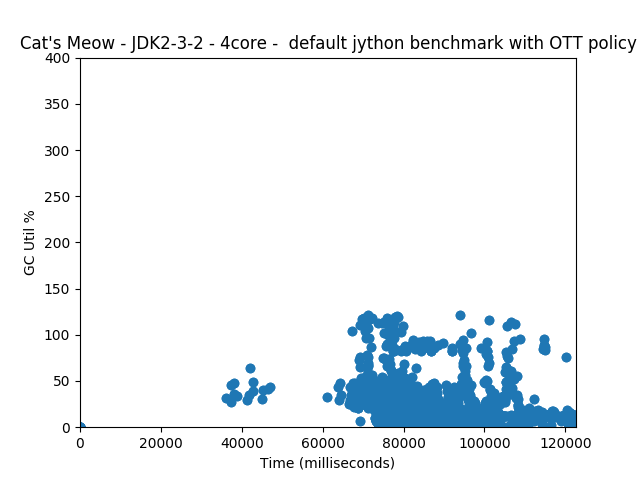 Cat's Meow - JDK2-3-2 - 4core -  default jython benchmark with OTT policy
400
350
300
250
200
150
100
50
0
GC Util %
0 20000 40000 60000 80000 100000 120000
Time (milliseconds)